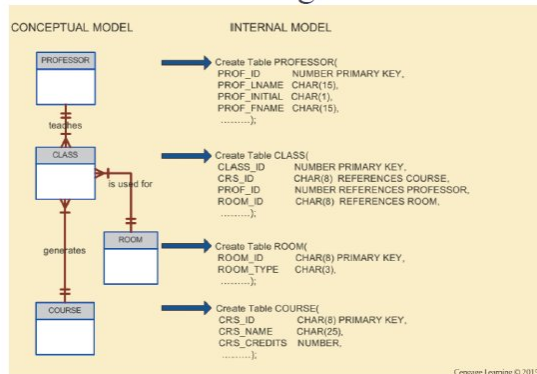 CONCEPTUAL MODEL
INTERNAL MODEL
PROFESSOR
teaches
CLASS
is used for
ROOM
generates
COURSE
Create Table PROFESSOR(
PROF_ID NUMBER PRIMARY KEY,
PROF_LNAME CHAR(15),
PROF_INITIAL CHAR(1),
PROF_FNAME CHAR(15),
.........);
Create Table CLASS(
CLASS_ID NUMBER PRIMARY KEY,
CRS_ID CHAR(8) REFERENCES COURSE,
PROF_ID NUMBER REFERENCES PROFESSOR,
ROOM_ID CHAR(8) REFERENCES ROOM,
.........);
Create Table ROOM(
ROOM_ID CHAR(8) PRIMARY KEY,
ROOM_TYPE CHAR(3),
.........);
Create Table COURSE(
CRS_ID CHAR(8) PRIMARY KEY,
CRS_NAME CHAR(25),
CRS_CREDITS NUMBER,
.........);
Cengage Learning © 2015